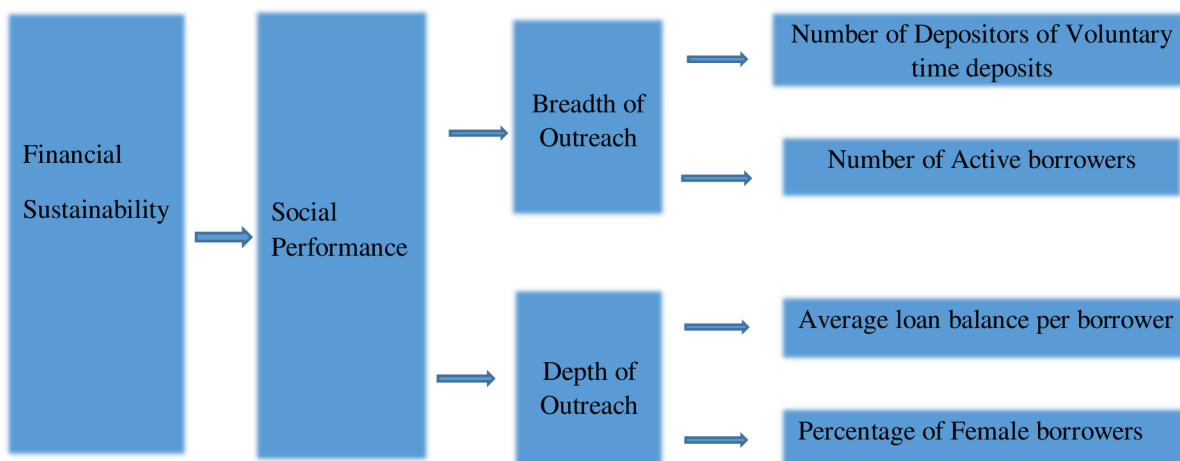 Financial
Sustainability
Social
Performance
Breadth of
Outreach
Number of Depositors of Voluntary
time deposits
Number of Active borrowers
Depth of
Outreach
Average loan balance per borrower
Percentage of Female borrowers